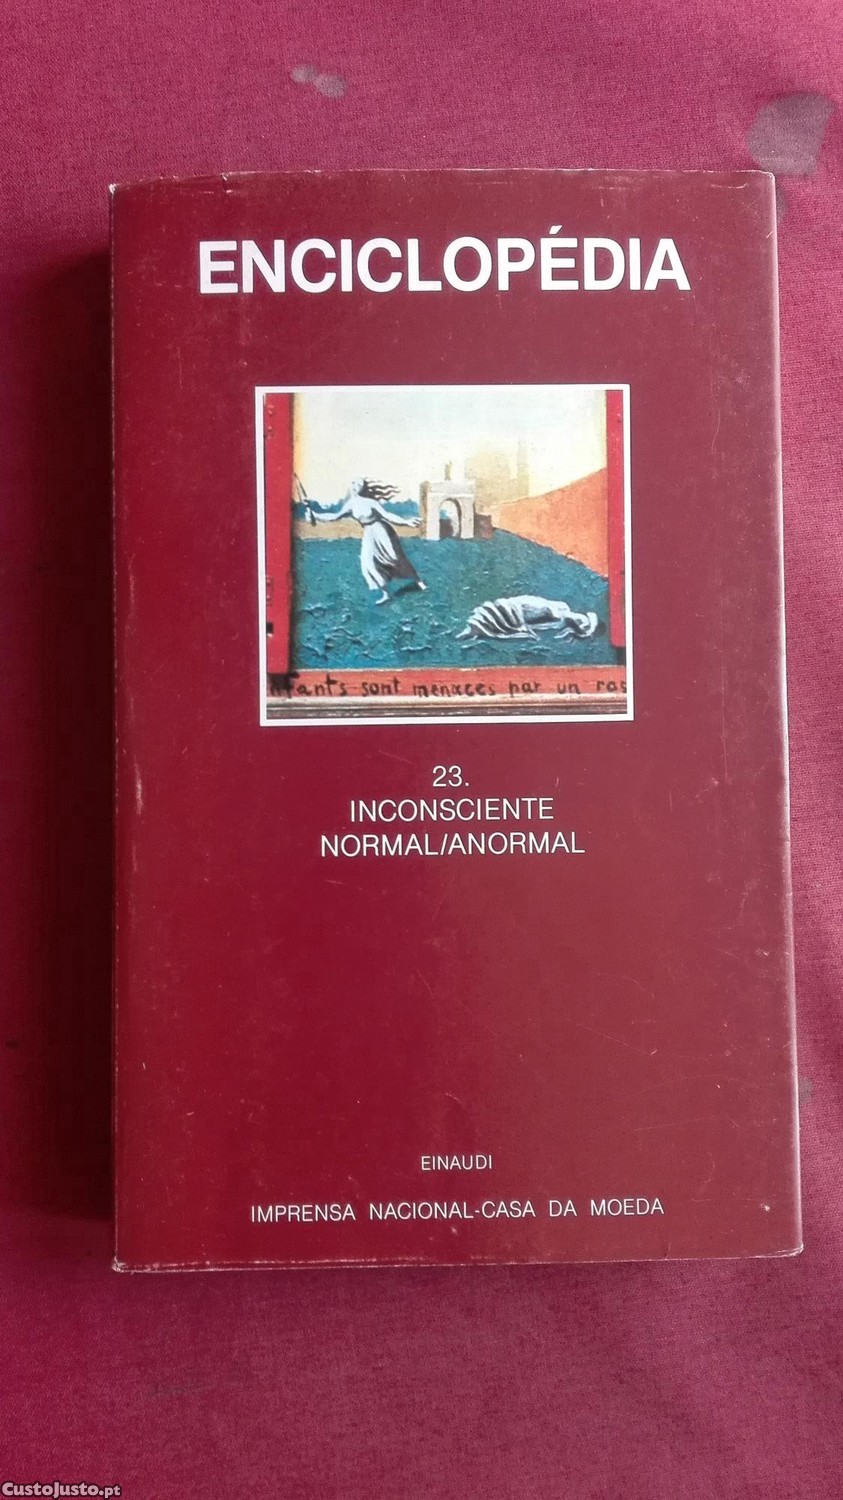 ENCICLOPÉDIA
nfants sont menacés par un ros
23.
INCONSCIENTE
NORMAL/ANORMAL
EINAUDI
IMPRENSA NACIONAL-CASA DA MOEDA
CustoJusto.pt